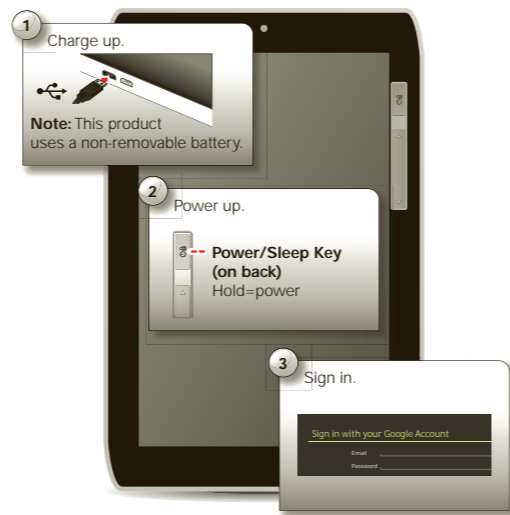 1
Charge up.
Note: This product
uses a non-removable battery.
2
Power up.
Power/Sleep Key
(on back)
Hold=power
3
Sign in.
Sign in with your Google Account
Email
Password